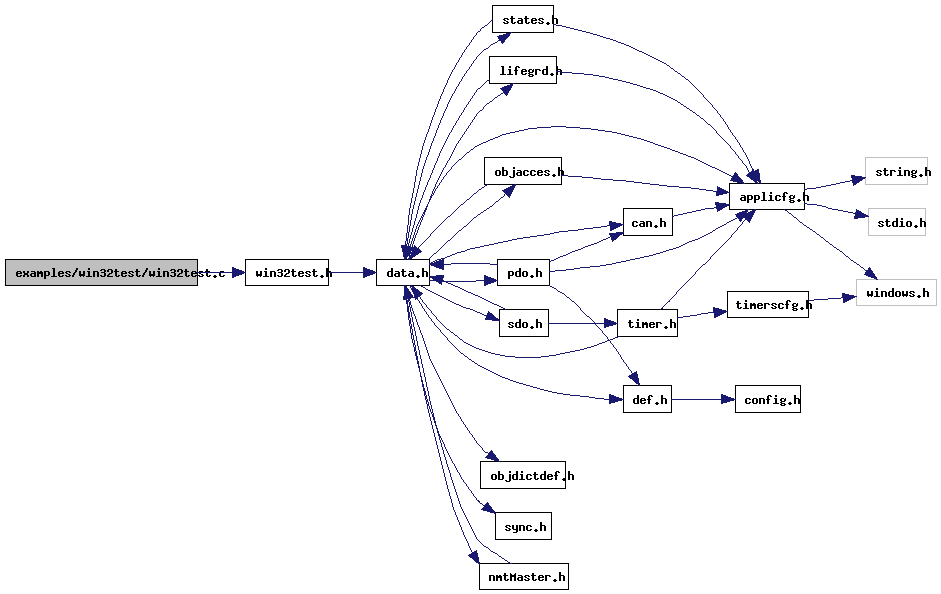 states.h
lifegrd.h
objacces.h
string.h
applicfg.h
can.h
stdio.h
examples/win32test/win32test.c
win32test.h
data.h
pdo.h
windows.h
timerscfg.h
sdo.h
timer.h
def.h
config.h
objdictdef.h
sync.h
nmtMaster.h